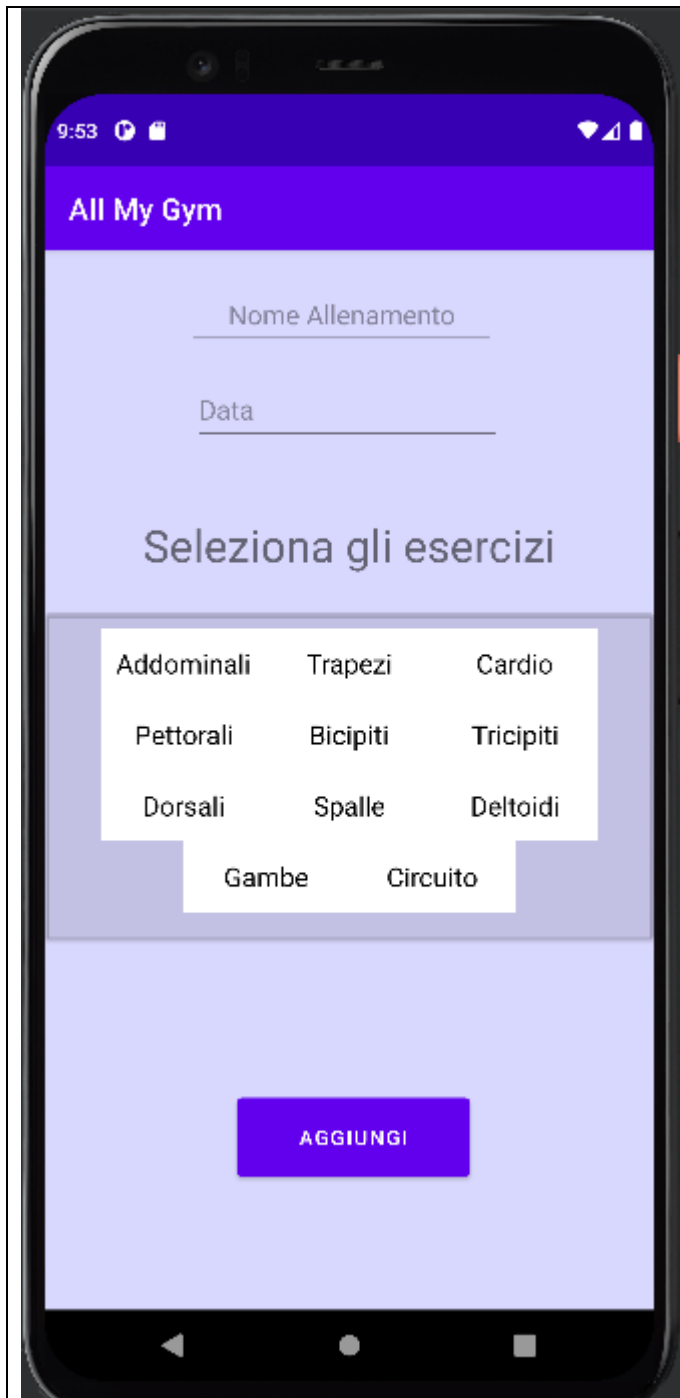 9:53
All My Gym
Nome Allenamento
Data
Seleziona gli esercizi
Addominali Trapezi Cardio
Pettorali Bicipiti Tricipiti
Dorsali Spalle Deltoidi
Gambe Circuito
AGGIUNGI